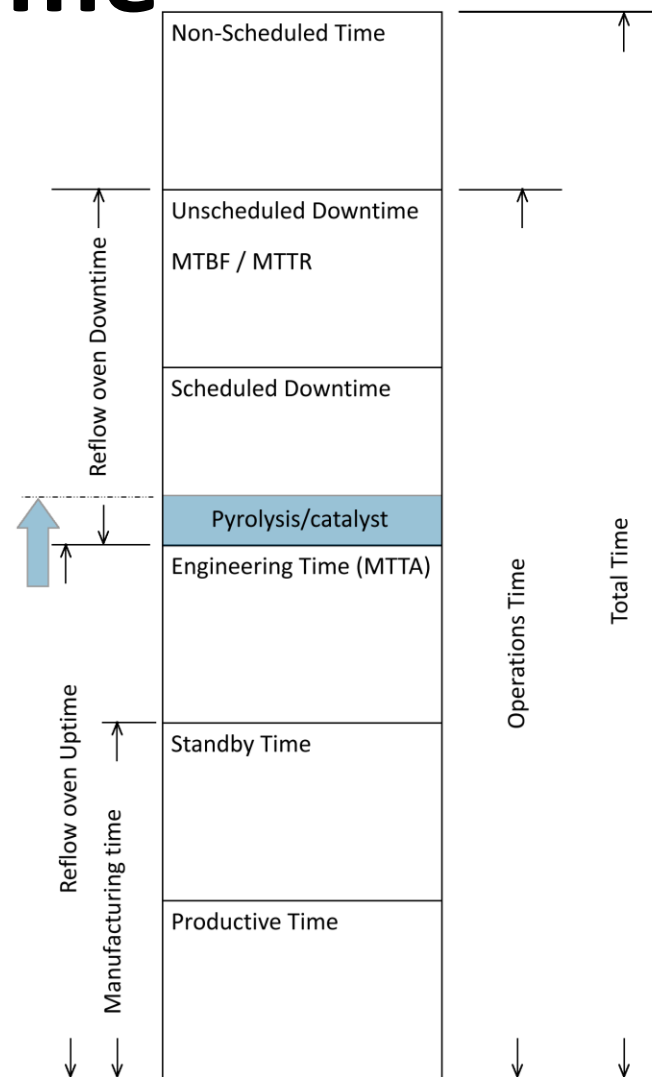 Non-Scheduled Time
Unscheduled Downtime
MTBF / MTTR
Scheduled Downtime
Pyrolysis/catalyst
Engineering Time (MTTA)
Standby Time
Productive Time
Reflow oven Downtime
Reflow oven Uptime
Manufacturing time
Operations Time
Total Time